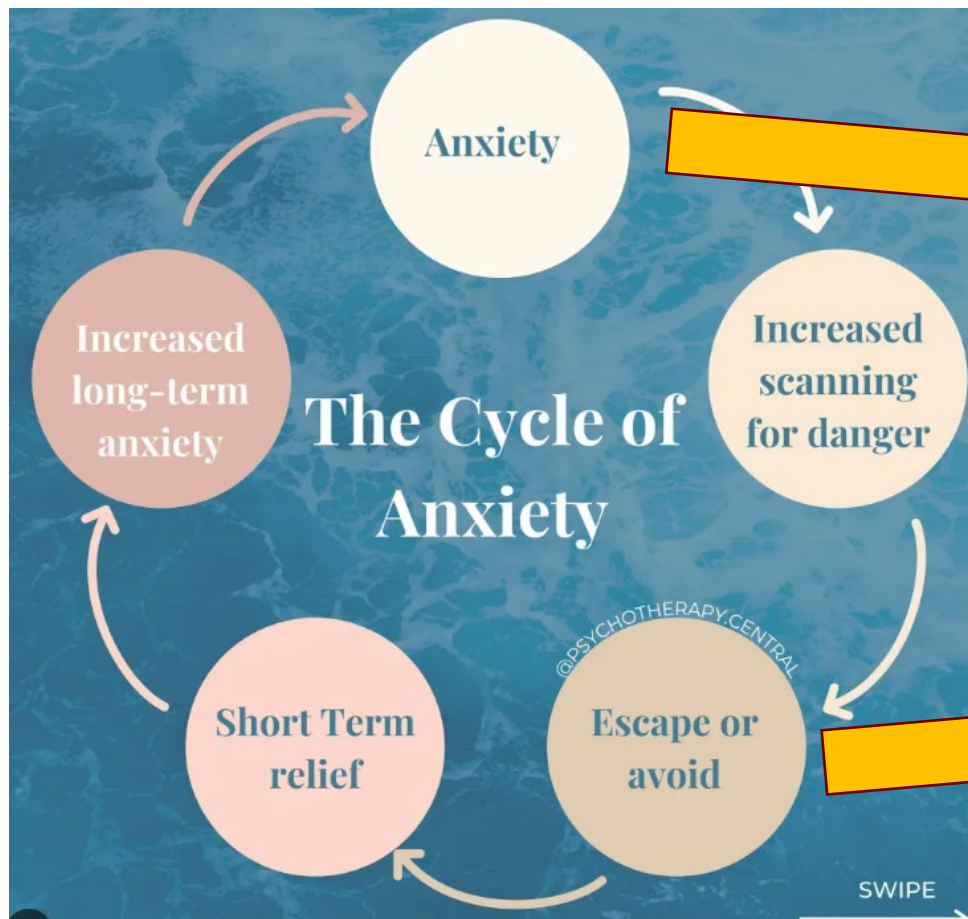 Anxiety
Increased
scanning
for danger
Increased
long-term
anxiety
The Cycle of
Anxiety
@PSYCHOTHERAPY.CENTRAL
Short Term
relief
Escape or
avoid
SWIPE